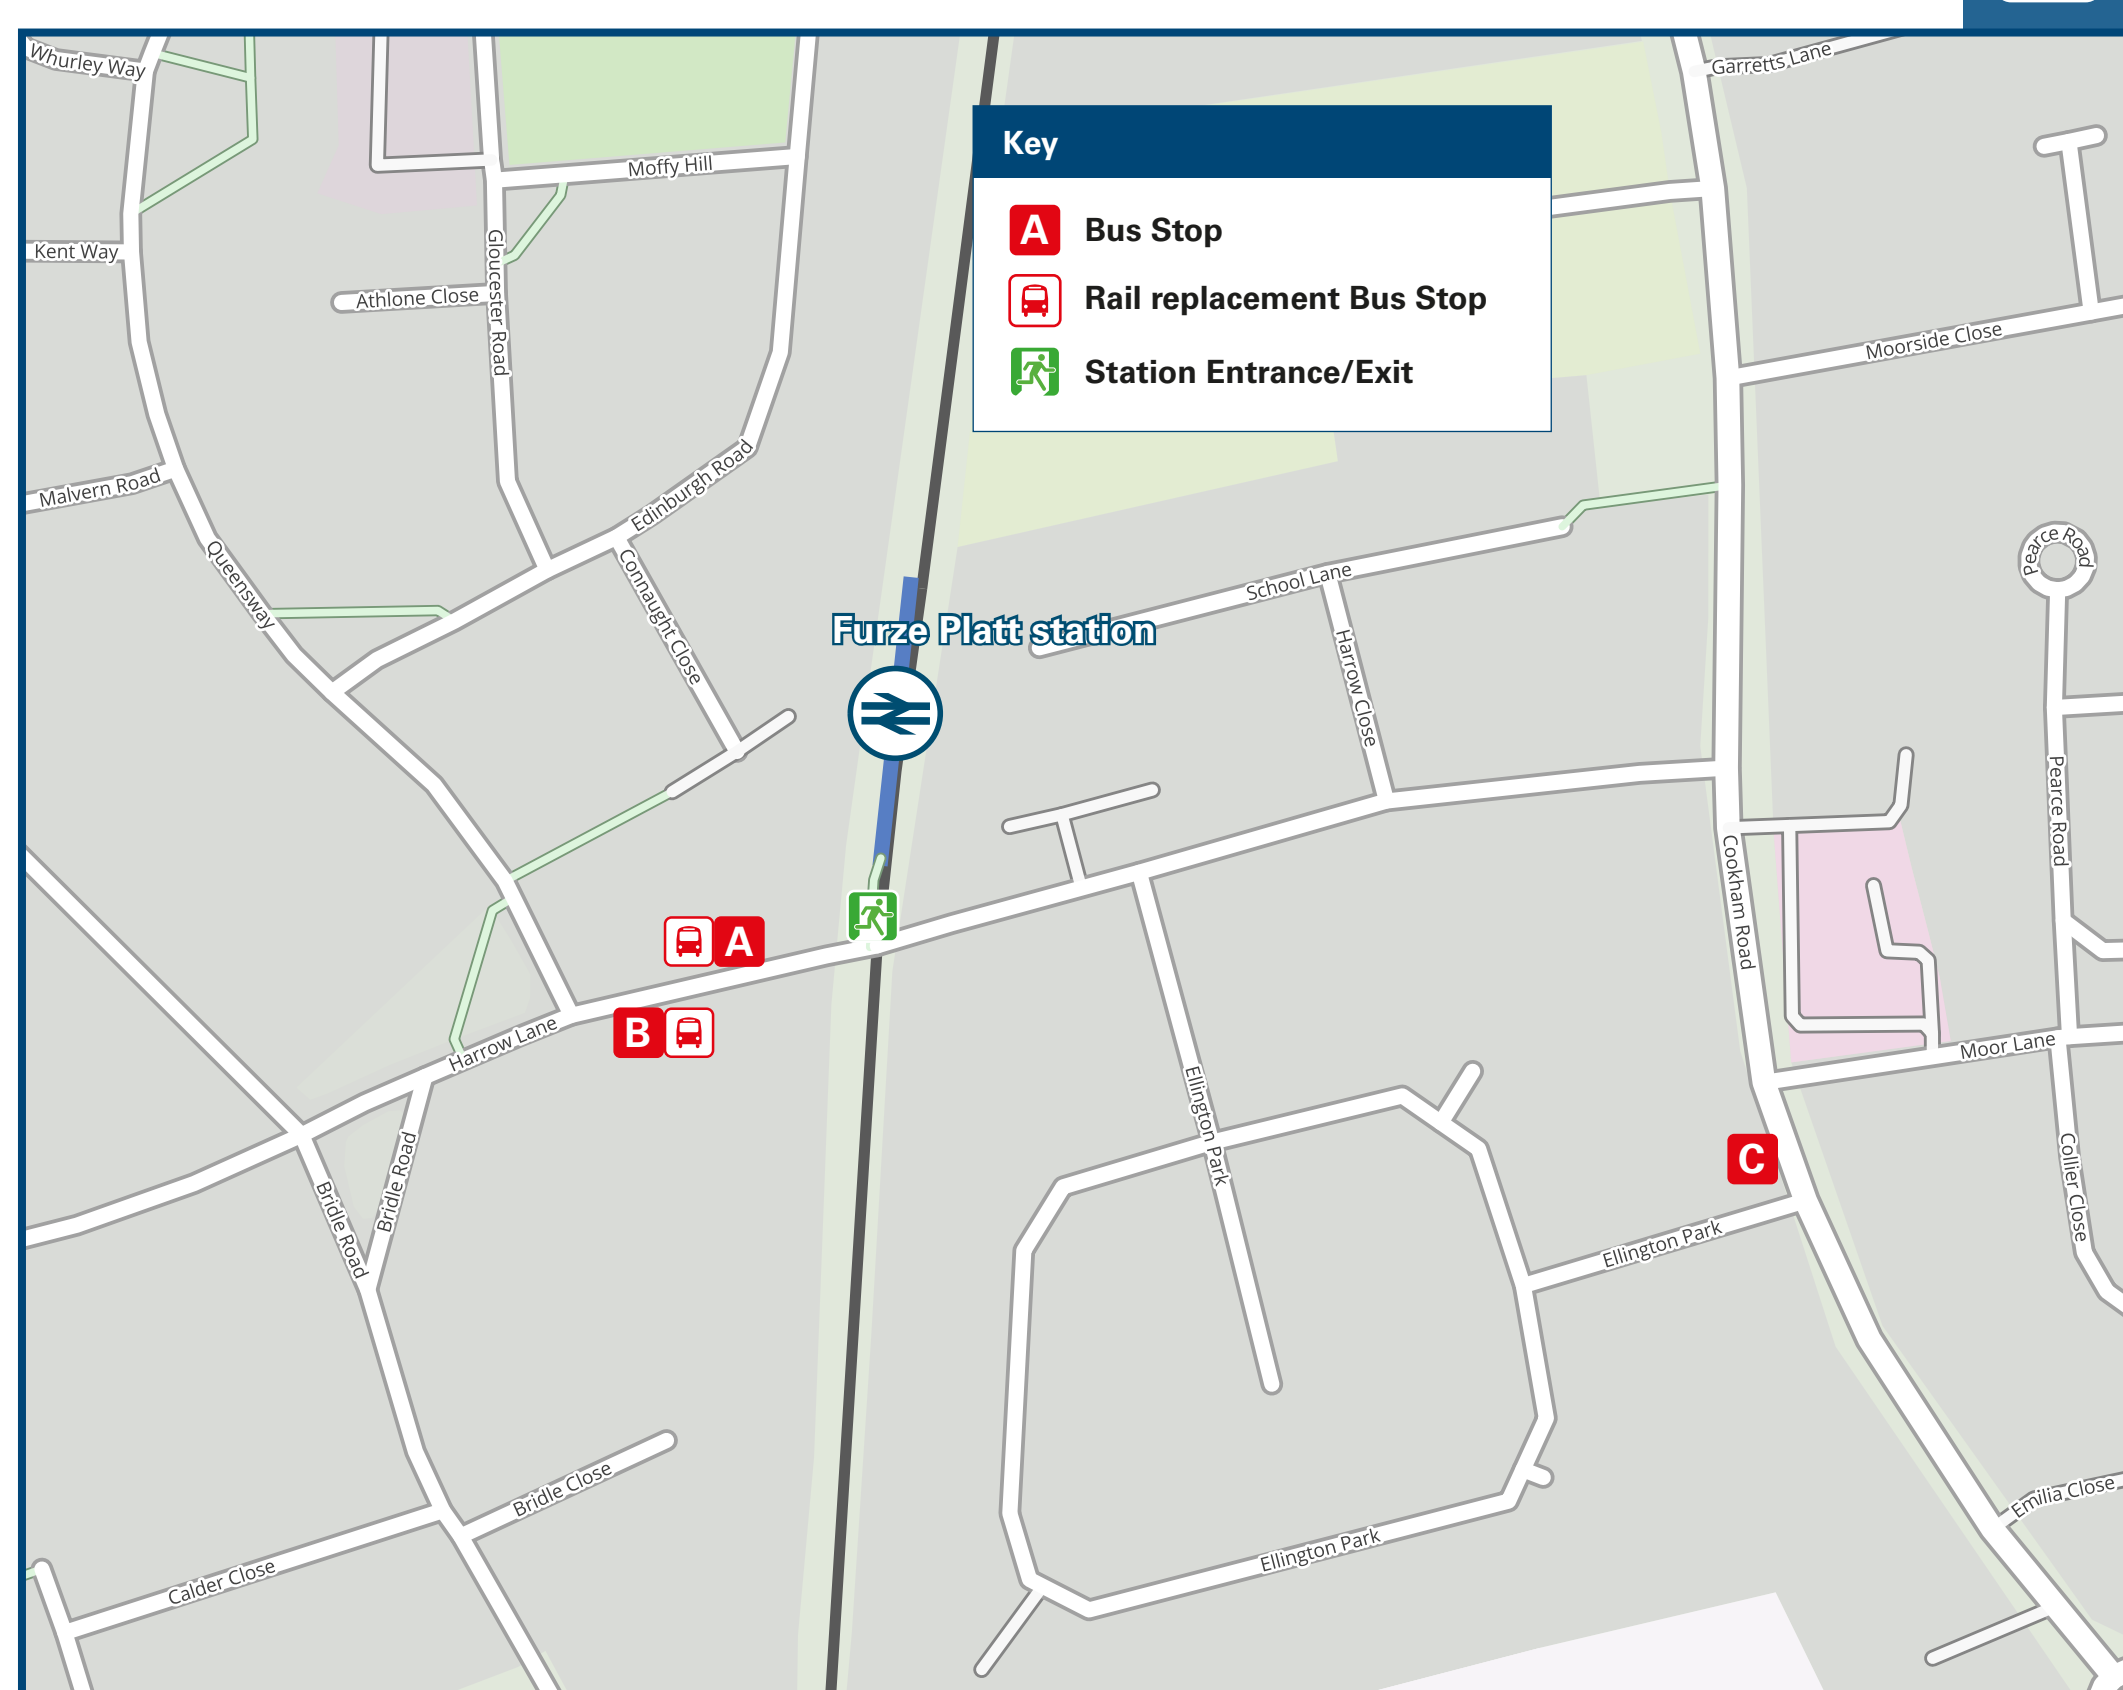 Whurley Way
Garretts Lane
Key
Moffy Hill
A Bus Stop
Kent Way
Gloucester Road
Athlone Close
Rail replacement Bus Stop
Moorside Close
Station Entrance/Exit
Malvern Road
Edinburgh Road
Queensway
Connaught Close
School Lane
Pearce Road
Furze Platt station
Harrow Close
Pearce Road
Cookham Road
A
B
Harrow Lane
Moor Lane
Ellington Park
C
Bridle Road
Bridle Road
Collier Close
Ellington Park
Bridle Close
Emilia Close
Ellington Park
Calder Close